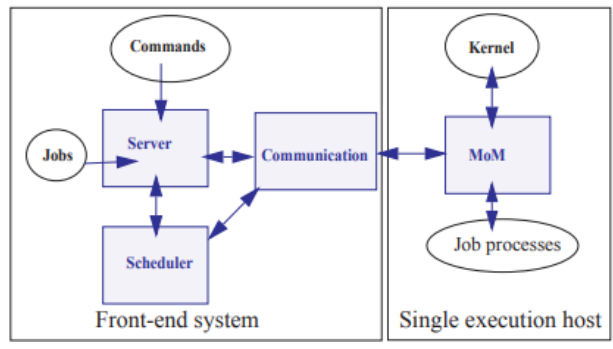 Commands
Kernel
Jobs
Server
Communication
MoM
Scheduler
Job processes
Front-end system
Single execution host